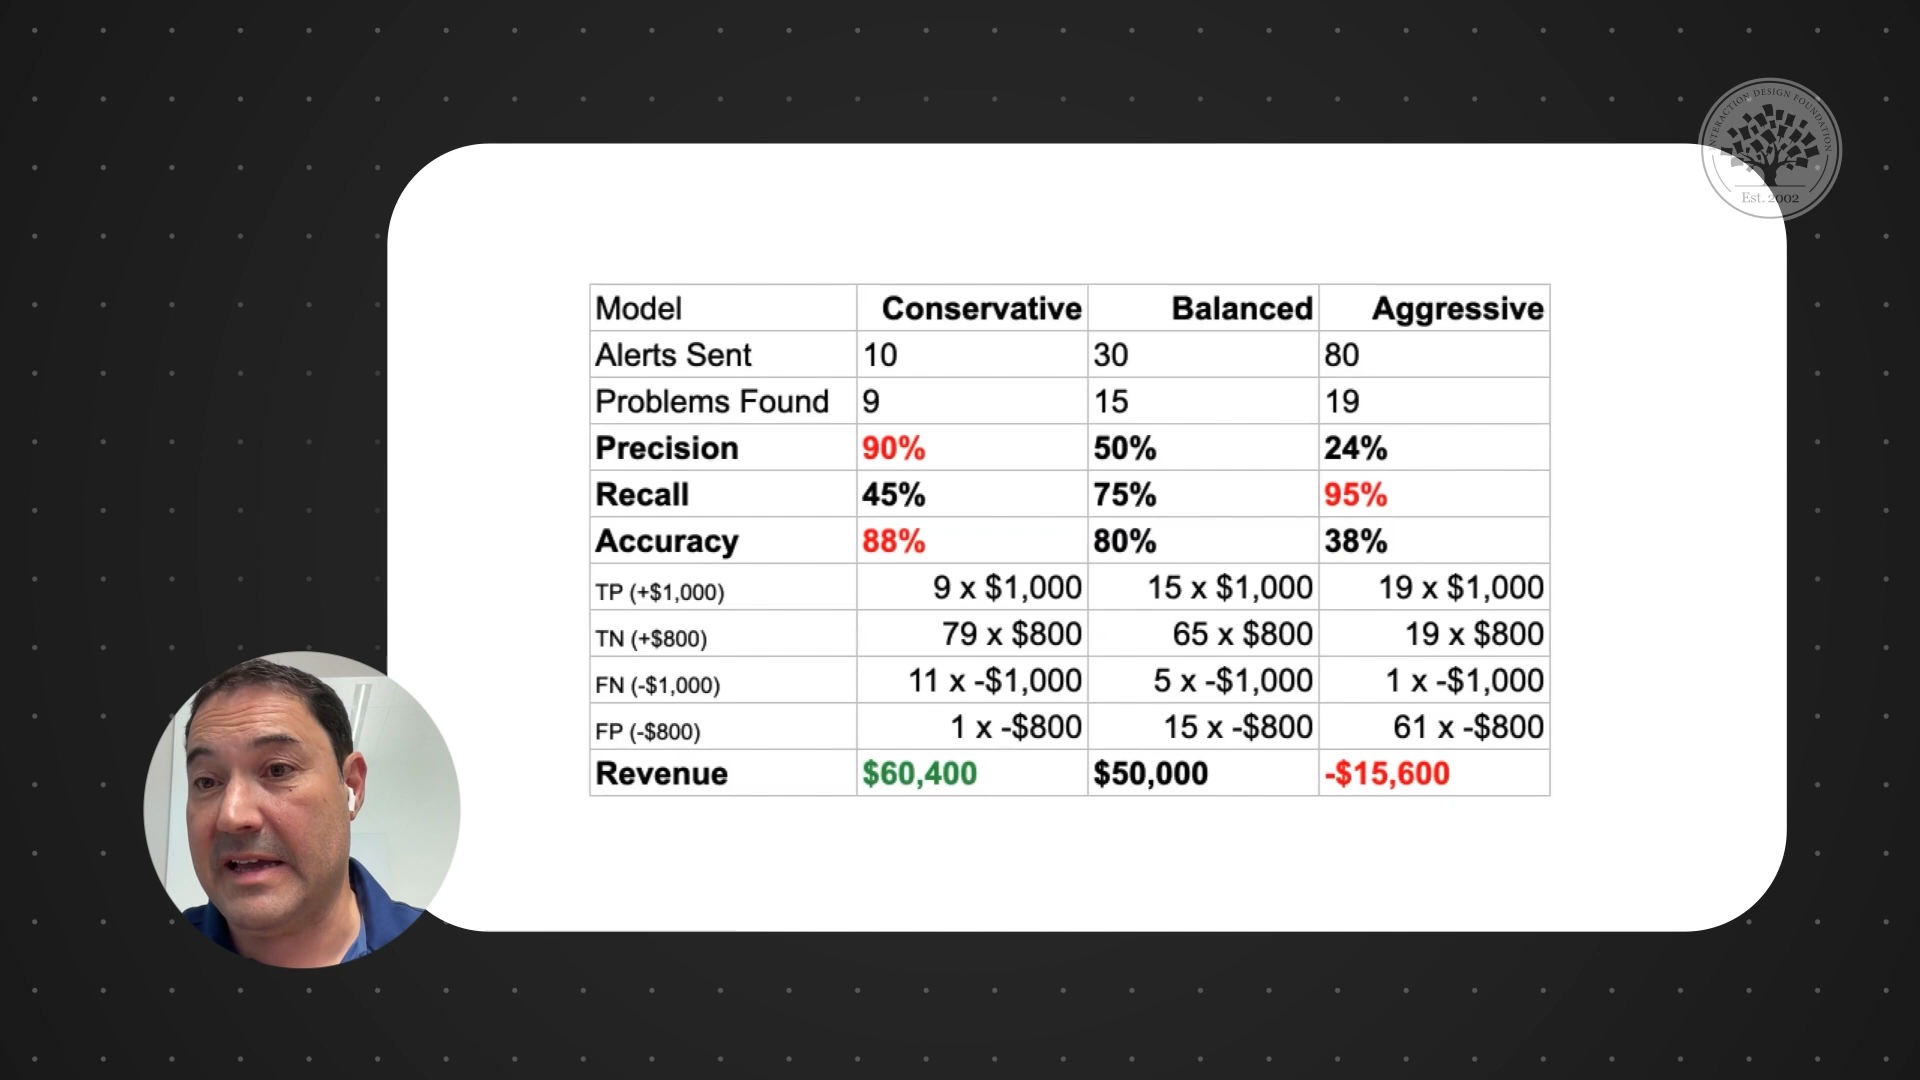 INTERACTION DESIGN FOUNDATION
Est. 2002
Model Conservative Balanced Aggressive
Alerts Sent 10 30 80
Problems Found 9 15 19
Precision 90% 50% 24%
Recall 45% 75% 95%
Accuracy 88% 80% 38%
TP (+$1,000) 9 x $1,000 15 x $1,000 19 x $1,000
TN (+$800) 79 x $800 65 x $800 19 x $800
FN (-$1,000) 11 x -$1,000 5 x -$1,000 1 x -$1,000
FP (-$800) 1 x -$800 15 x -$800 61 x -$800
Revenue $60,400 $50,000 -$15,600